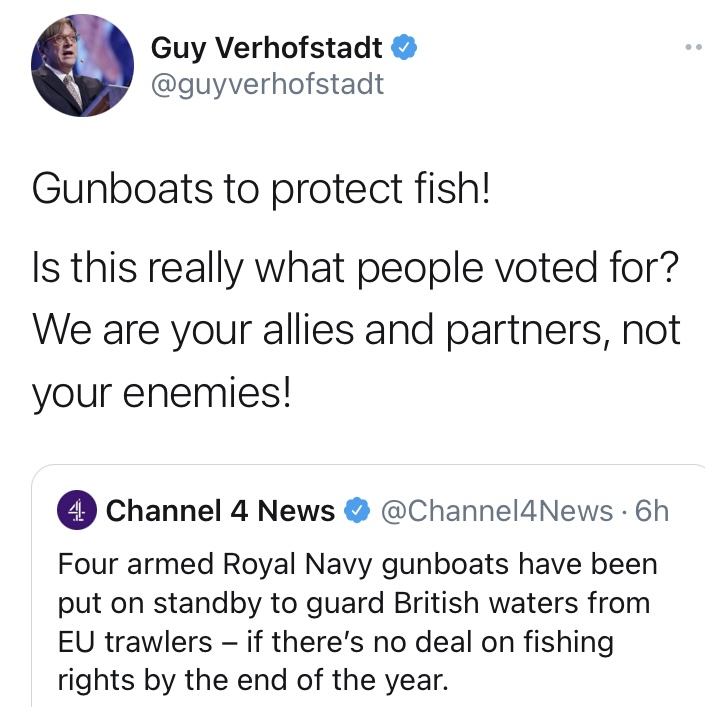 Guy Verhofstadt
@guyverhofstadt
Gunboats to protect fish!
Is this really what people voted for?
We are your allies and partners, not
your enemies!
4 Channel 4 News @Channel4News · 6h
Four armed Royal Navy gunboats have been
put on standby to guard British waters from
EU trawlers – if there's no deal on fishing
rights by the end of the year.